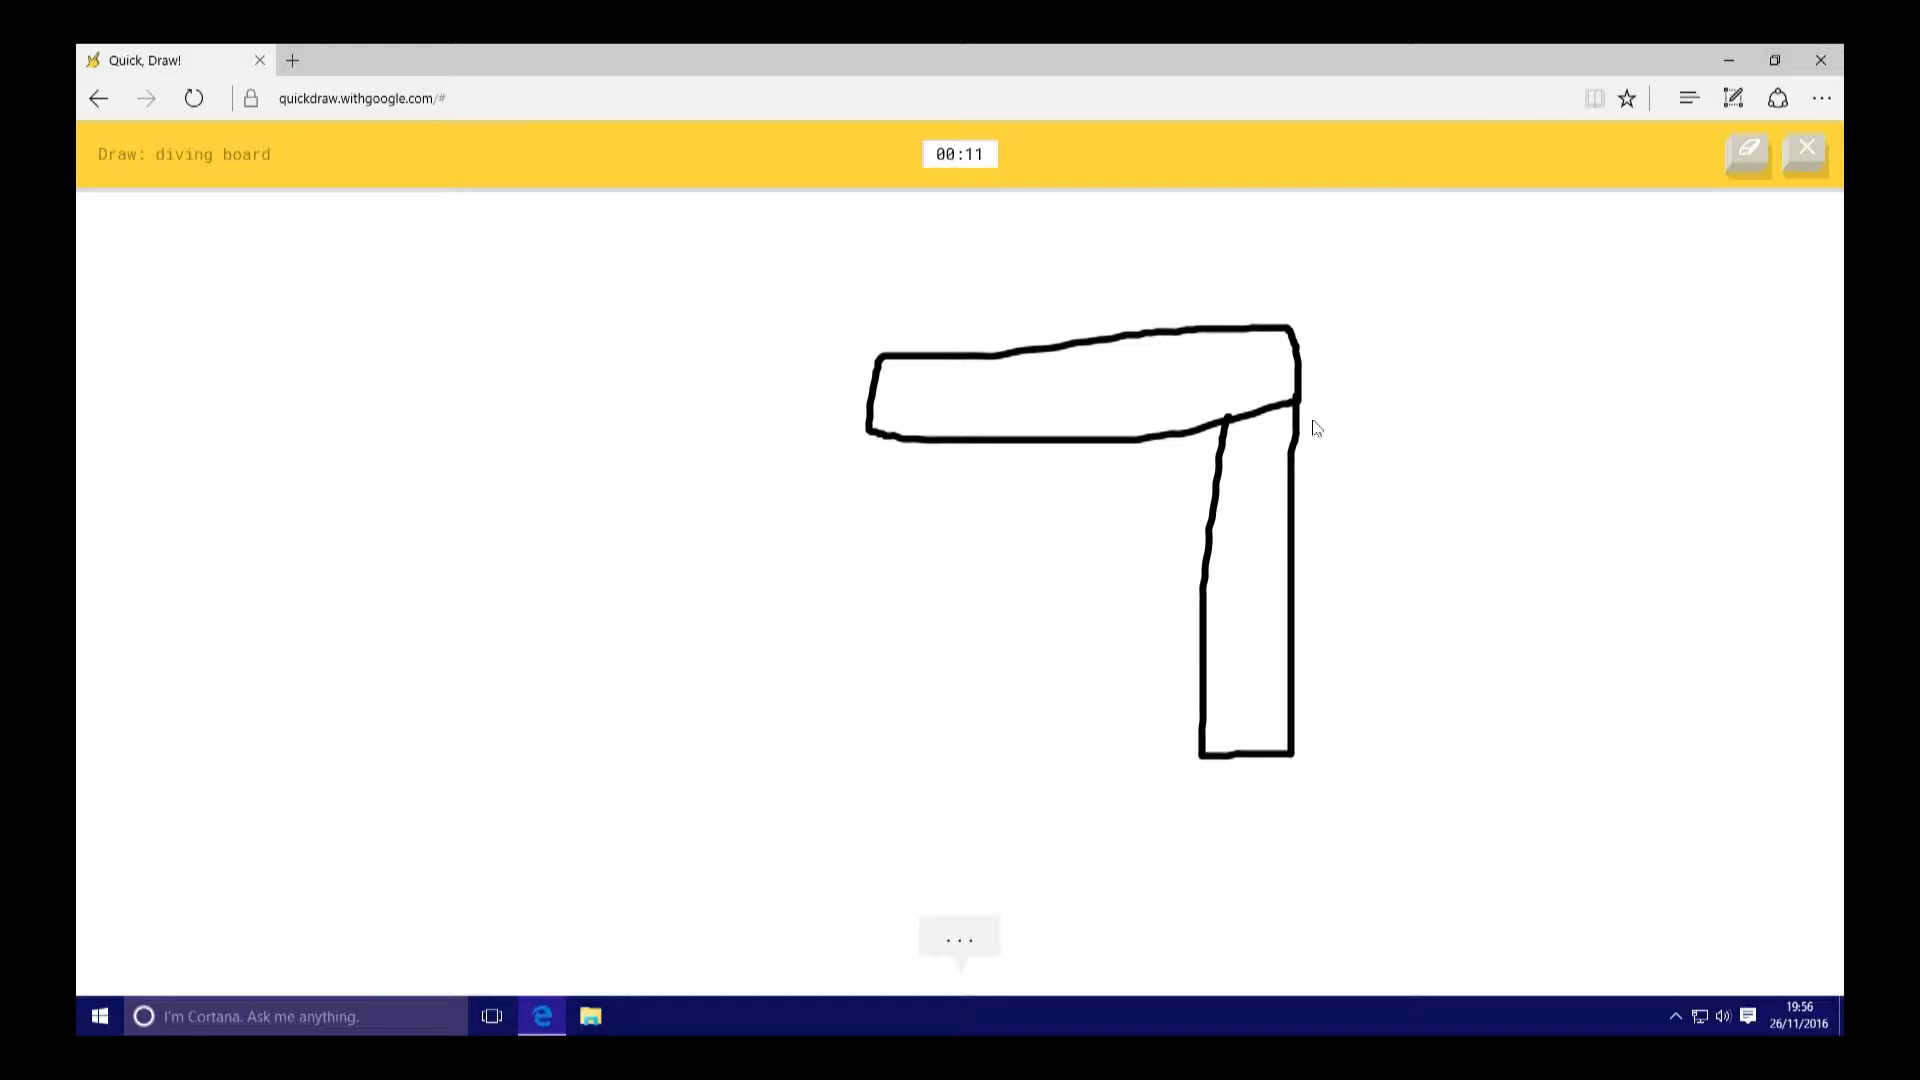 Quick, Draw!
quickdraw.withgoogle.com/#
Draw: diving board
00:11
...
I'm Cortana. Ask me anything.
19:56
26/11/2016